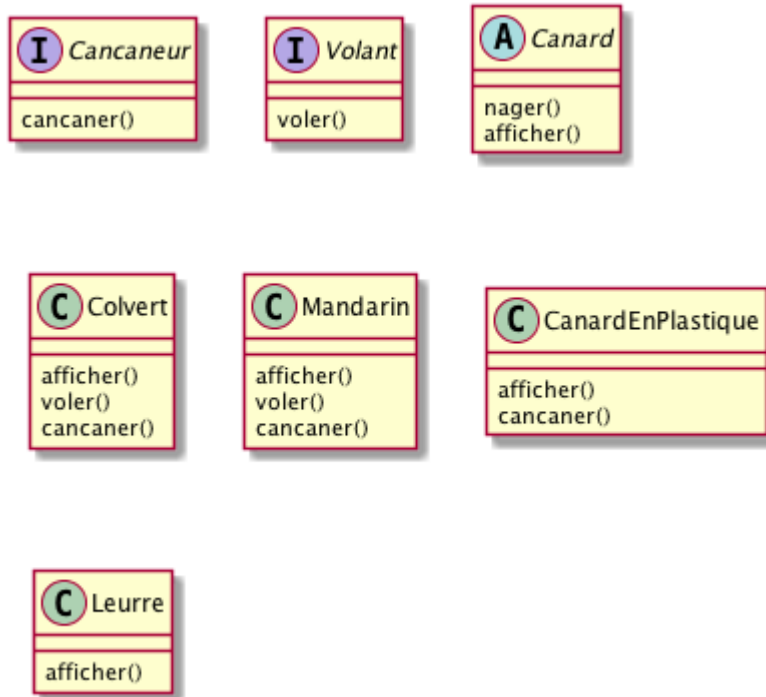 I Cancaneur
cancaner()
I Volant
voler()
A Canard
nager()
afficher()
C Colvert
afficher()
voler()
cancaner()
C Mandarin
afficher()
voler()
cancaner()
C CanardEnPlastique
afficher()
cancaner()
C Leurre
afficher()